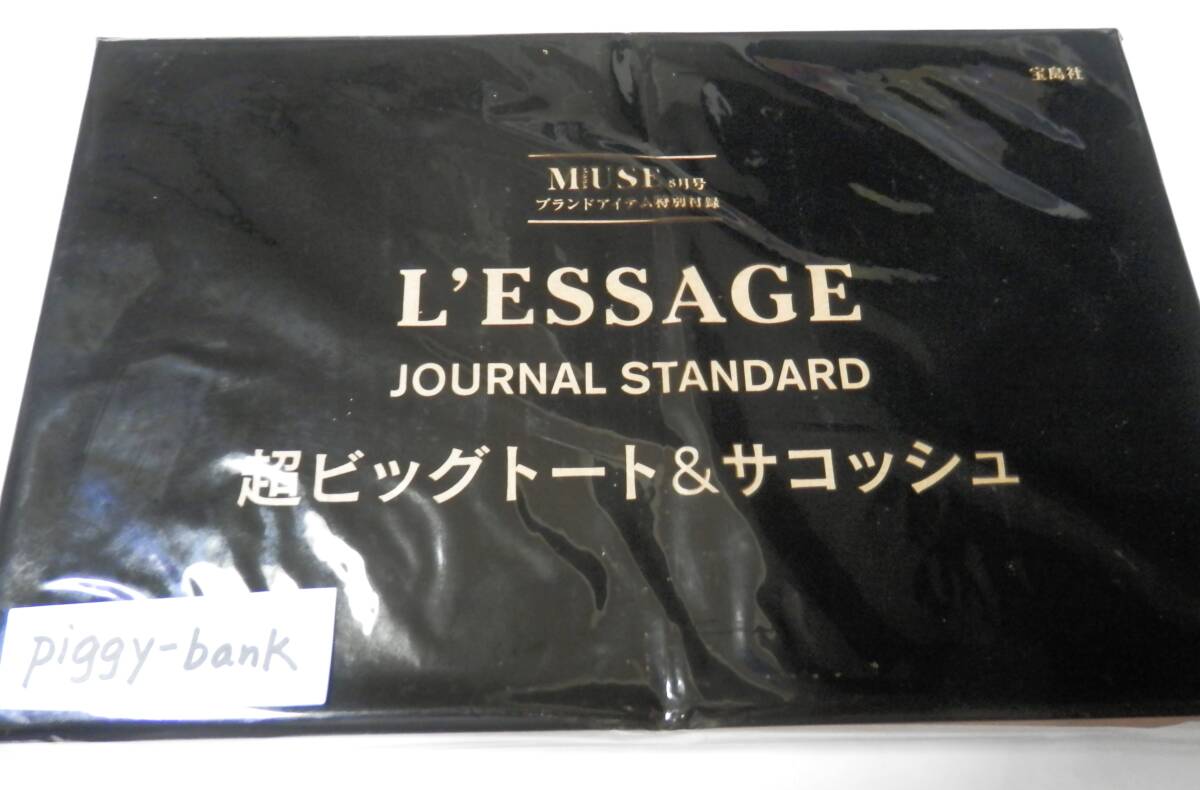 宝島社
MUSE 5月号
ブランドアイテム特別付録
L'ESSAGE
JOURNAL STANDARD
超ビッグトート&サコッシュ
piggy-bank